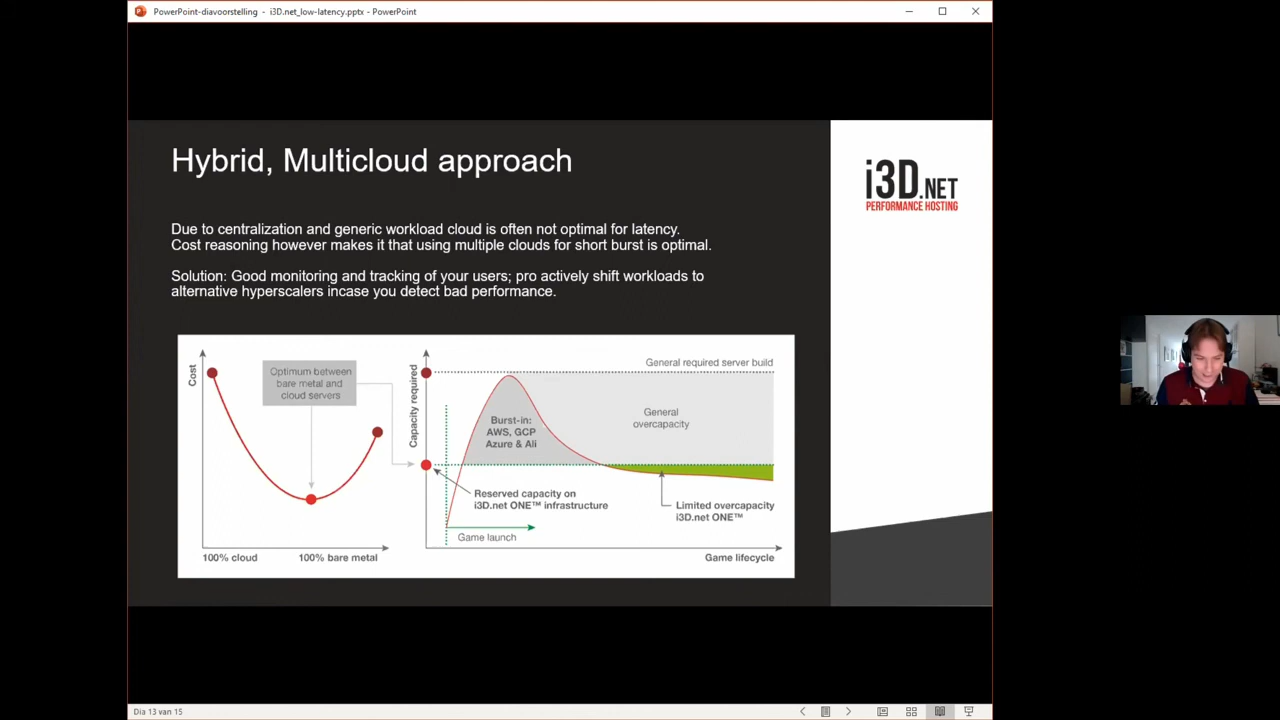 PowerPoint-diavoorstelling - i3D.net_low-latency.pptx - PowerPoint
Hybrid, Multicloud approach
i3D.NET
PERFORMANCE HOSTING
Due to centralization and generic workload cloud is often not optimal for latency.
Cost reasoning however makes it that using multiple clouds for short burst is optimal.
Solution: Good monitoring and tracking of your users; pro actively shift workloads to
alternative hyperscalers incase you detect bad performance.
Cost
Optimum between
bare metal and
cloud servers
100% cloud
100% bare metal
Capacity required
General required server build
Burst-in:
AWS, GCP
Azure & Ali
General
overcapacity
Reserved capacity on
i3D.net ONE™ infrastructure
Limited overcapacity
i3D.net ONE™
Game launch
Game lifecycle
Dia 13 van 15